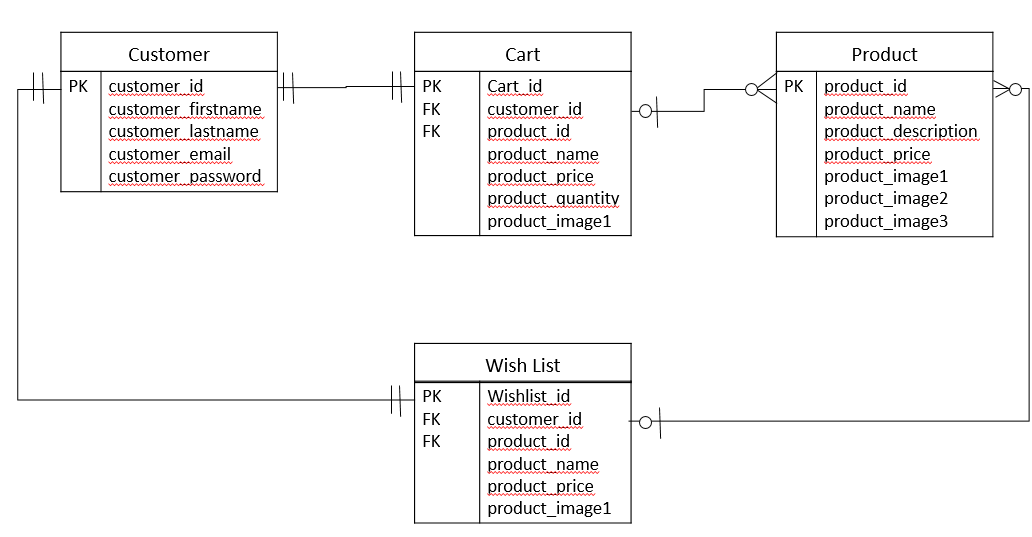 Customer
PK customer_id
customer_firstname
customer_lastname
customer_email
customer_password
Cart
PK Cart_id
FK customer_id
FK product_id
product_name
product_price
product_quantity
product_image1
Product
PK product_id
product_name
product_description
product_price
product_image1
product_image2
product_image3
Wish List
PK Wishlist_id
FK customer_id
FK product_id
product_name
product_price
product_image1